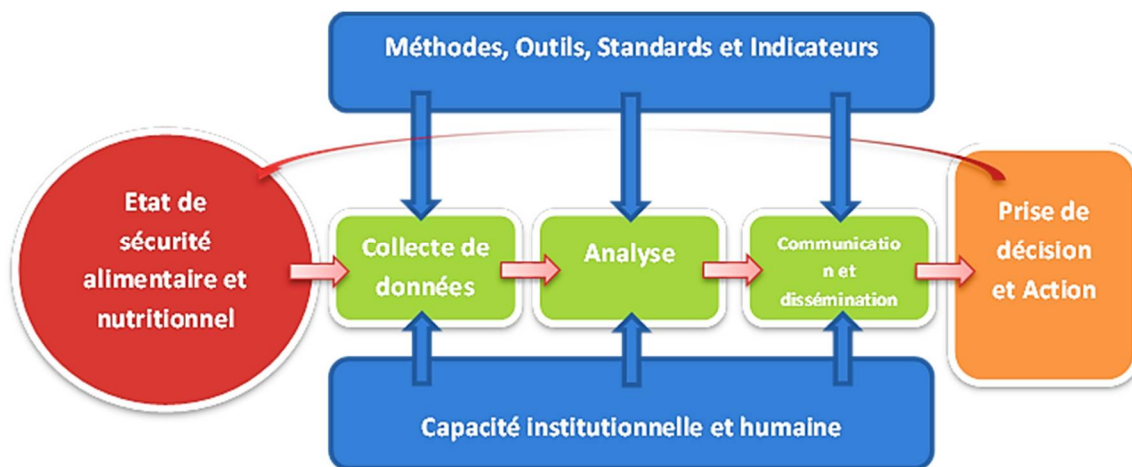 Méthodes, Outils, Standards et Indicateurs
Etat de
sécurité
alimentaire et
nutritionnel
Collecte de
données
Analyse
Communicatio
n et
dissémination
Prise de
décision
et Action
Capacité institutionnelle et humaine